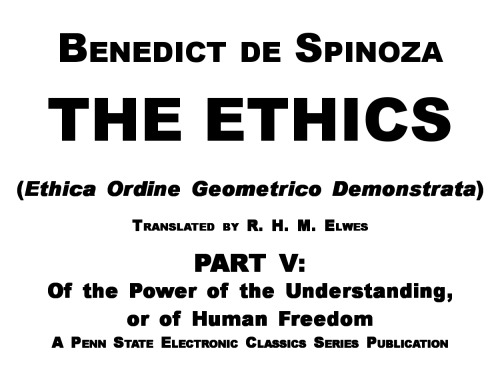 BENEDICT DE SPINOZA
THE ETHICS
(Ethica Ordine Geometrico Demonstrata)
TRANSLATED BY R. H. M. ELWES
PART V:
Of the Power of the Understanding,
or of Human Freedom
A PENN STATE ELECTRONIC CLASSICS SERIES PUBLICATION